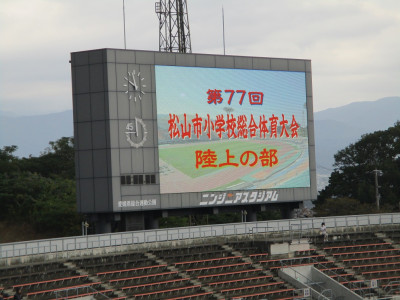 第77回
松山市小学校総合体育大会
陸上の部
ニンジニアスタジアム